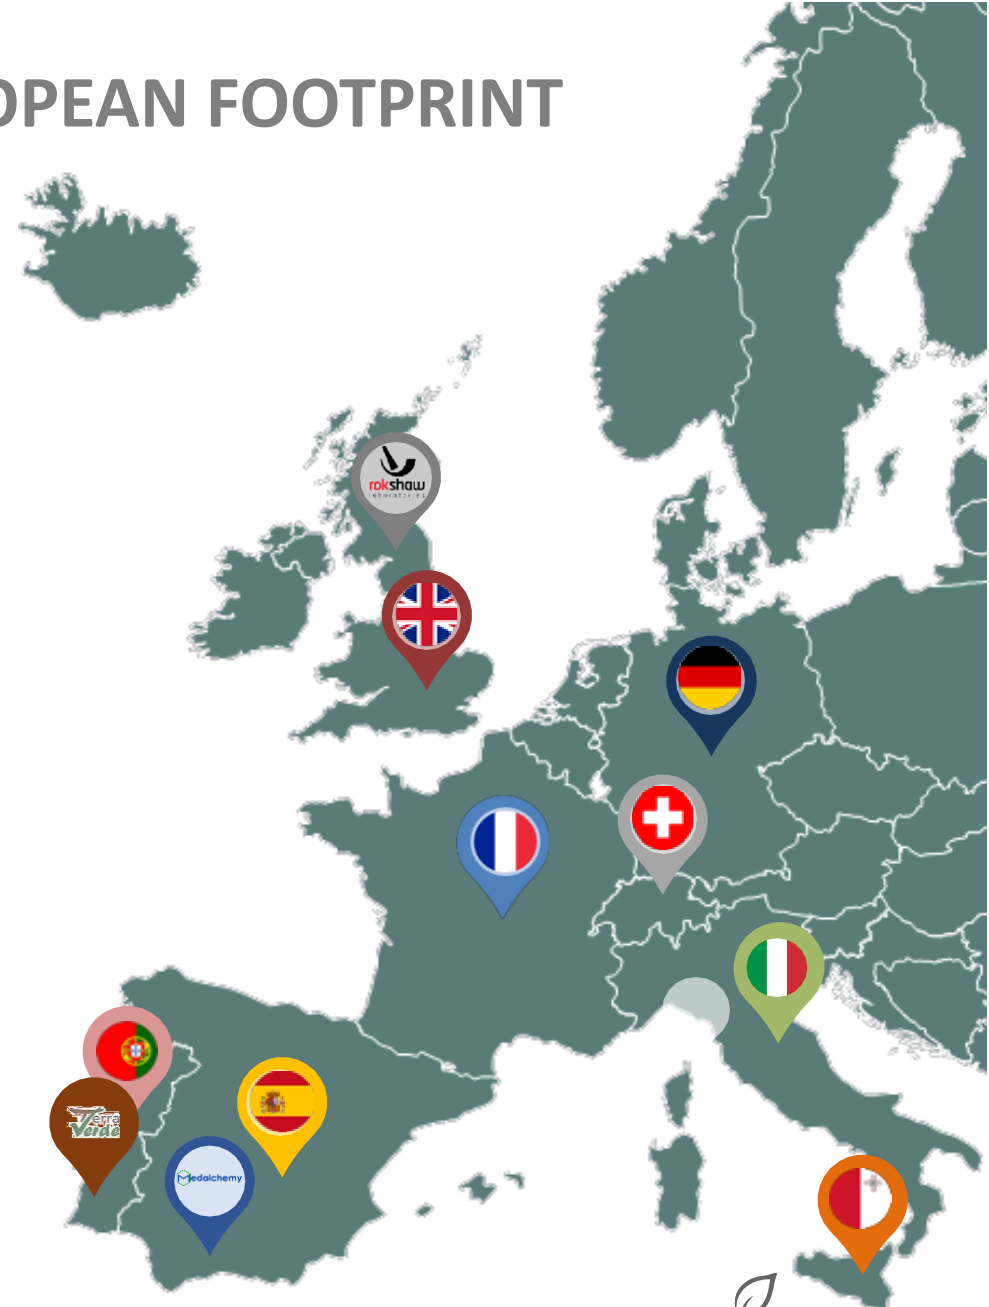 OPEAN FOOTPRINT
rokshaw
laboratories
Terra
Verde
Medalchemy